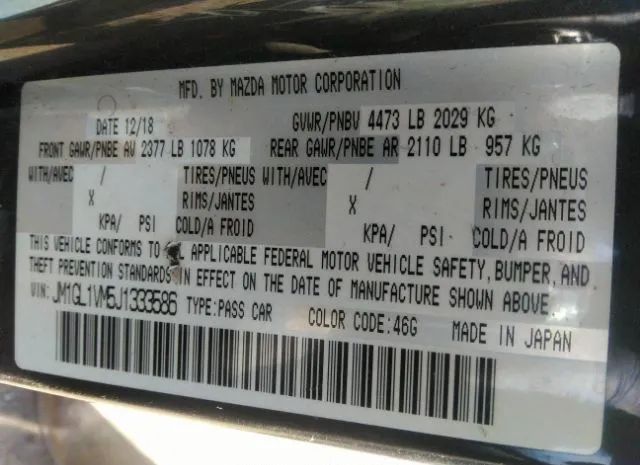 MFD. BY MAZDA MOTOR CORPORATION
DATE 12/18 GVWR/PNBV 4473 LB 2029 KG
FRONT GAWR/PNBE AV 2377 LB 1078 KG REAR GAWR/PNBE AR 2110 LB 957 KG
WITH/AVEC / TIRES/PNEUS WITH/AVEC / TIRES/PNEUS
X RIMS/JANTES X RIMS/JANTES
KPA/ PSI COLD/A FROID KPA/ PSI COLD/A FROID
THIS VEHICLE CONFORMS TO APPLICABLE FEDERAL MOTOR VEHICLE SAFETY, BUMPER, AND
THEFT PREVENTION STANDARDS IN EFFECT ON THE DATE OF MANUFACTURE SHOWN ABOVE.
VIN: JM1GL1VM5J1333586 TYPE:PASS CAR COLOR CODE:46G MADE IN JAPAN